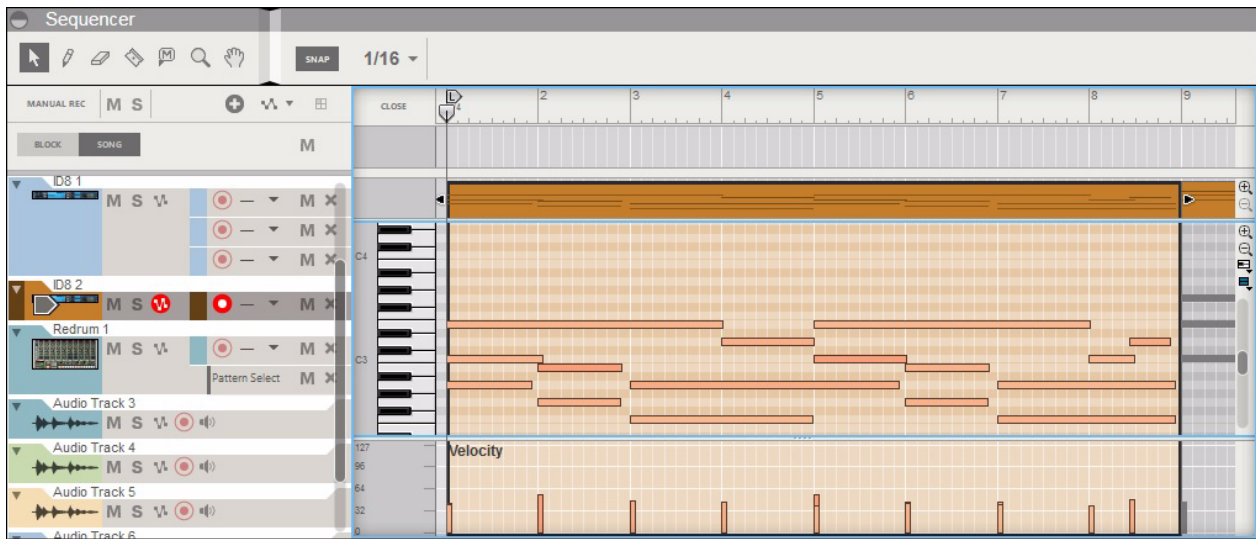 Sequencer
M
SNAP
1/16
MANUAL REC M S
CLOSE
L
4
2 3 4 5 6 7 8 9
BLOCK SONG M
ID8 1
M S M
M
M
C4
ID8 2
M S M
Redrum 1
M S M
C3
Pattern Select M
Audio Track 3
M S
Audio Track 4
M S
127
Velocity
96
Audio Track 5
64
M S
32
0
Audio Track 6